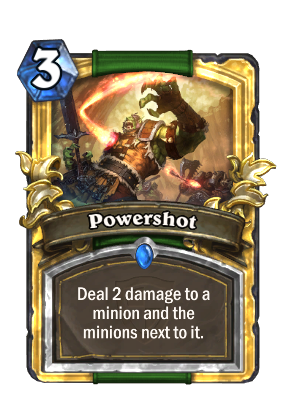 3
Powershot
Deal 2 damage to a
minion and the
minions next to it.